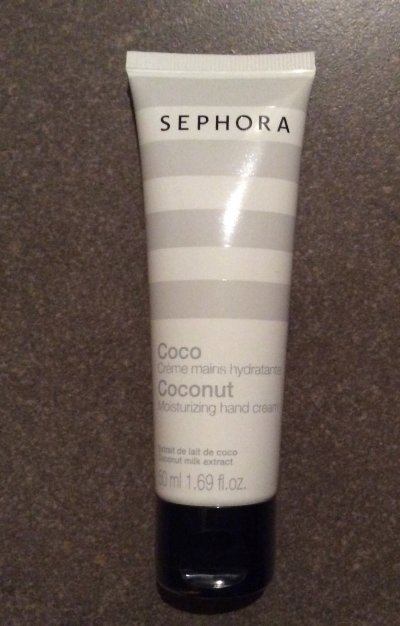 SEPHORA
Coco
Crème mains hydratante
Coconut
Moisturizing hand cream
Extrait de lait de coco
Coconut milk extract
50 ml 1.69 fl.oz.